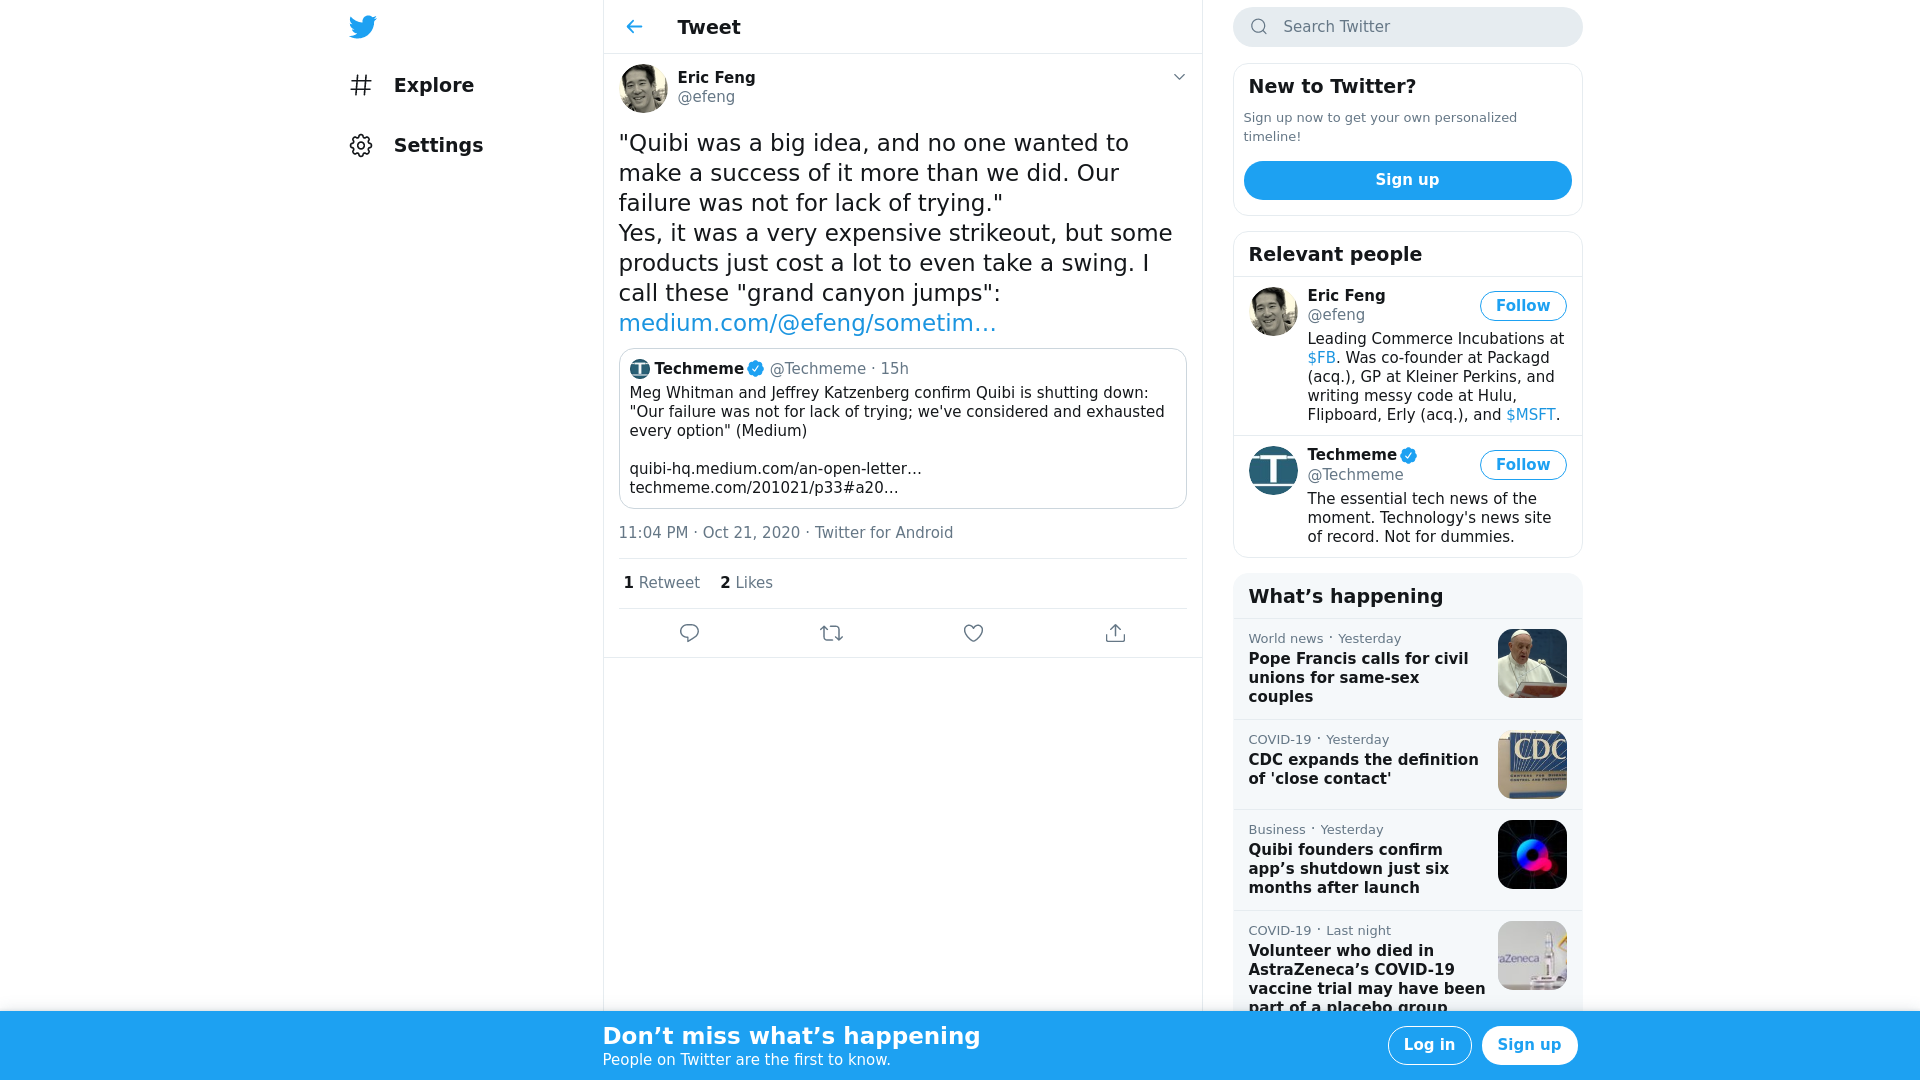 Explore
Settings
Tweet
Eric Feng
@efeng
"Quibi was a big idea, and no one wanted to
make a success of it more than we did. Our
failure was not for lack of trying."
Yes, it was a very expensive strikeout, but some
products just cost a lot to even take a swing. I
call these "grand canyon jumps":
medium.com/@efeng/sometim…
Techmeme @Techmeme · 15h
Meg Whitman and Jeffrey Katzenberg confirm Quibi is shutting down:
"Our failure was not for lack of trying; we've considered and exhausted
every option" (Medium)
quibi-hq.medium.com/an-open-letter…
techmeme.com/201021/p33#a20…
11:04 PM · Oct 21, 2020 · Twitter for Android
1 Retweet 2 Likes
Search Twitter
New to Twitter?
Sign up now to get your own personalized
timeline!
Sign up
Relevant people
Eric Feng
@efeng
Follow
Leading Commerce Incubations at
$FB. Was co-founder at Packagd
(acq.), GP at Kleiner Perkins, and
writing messy code at Hulu,
Flipboard, Erly (acq.), and $MSFT.
Techmeme
@Techmeme
Follow
The essential tech news of the
moment. Technology's news site
of record. Not for dummies.
What’s happening
World news · Yesterday
Pope Francis calls for civil
unions for same-sex
couples
COVID-19 · Yesterday
CDC expands the definition
of 'close contact'
CDC
Business · Yesterday
Quibi founders confirm
app’s shutdown just six
months after launch
COVID-19 · Last night
Volunteer who died in
AstraZeneca’s COVID-19
vaccine trial may have been
part of a placebo group
aZeneca
Don’t miss what’s happening
People on Twitter are the first to know.
Log in
Sign up